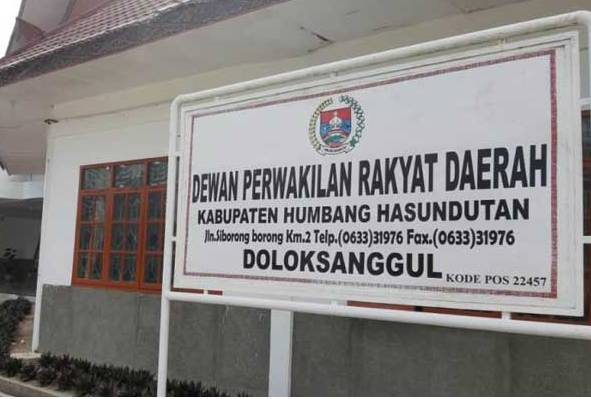 DEWAN PERWAKILAN RAKYAT DAERAH
KABUPATEN HUMBANG HASUNDUTAN
Jln.Siborong borong Km.2 Telp.(0633)31976 Fax.(0633)31976
DOLOKSANGGUL
KODE POS 22457